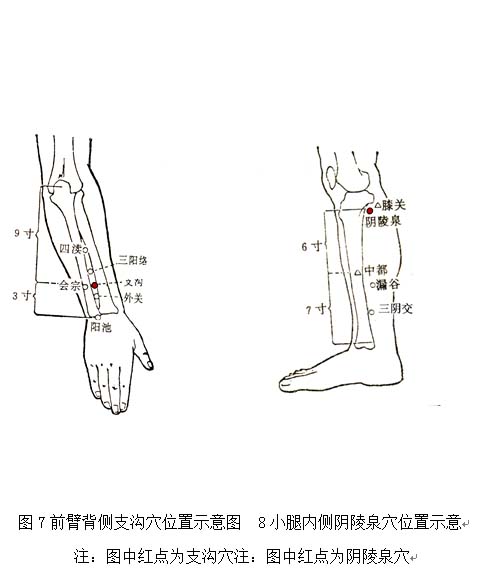 膝关
阴陵泉
9寸
6寸
四渎
三阳络
中都
会宗
支沟
漏谷
3寸
外关
7寸
三阴交
阳池
图7前臂背侧支沟穴位置示意图 8小腿内侧阴陵泉穴位置示意
注：图中红点为支沟穴注：图中红点为阴陵泉穴